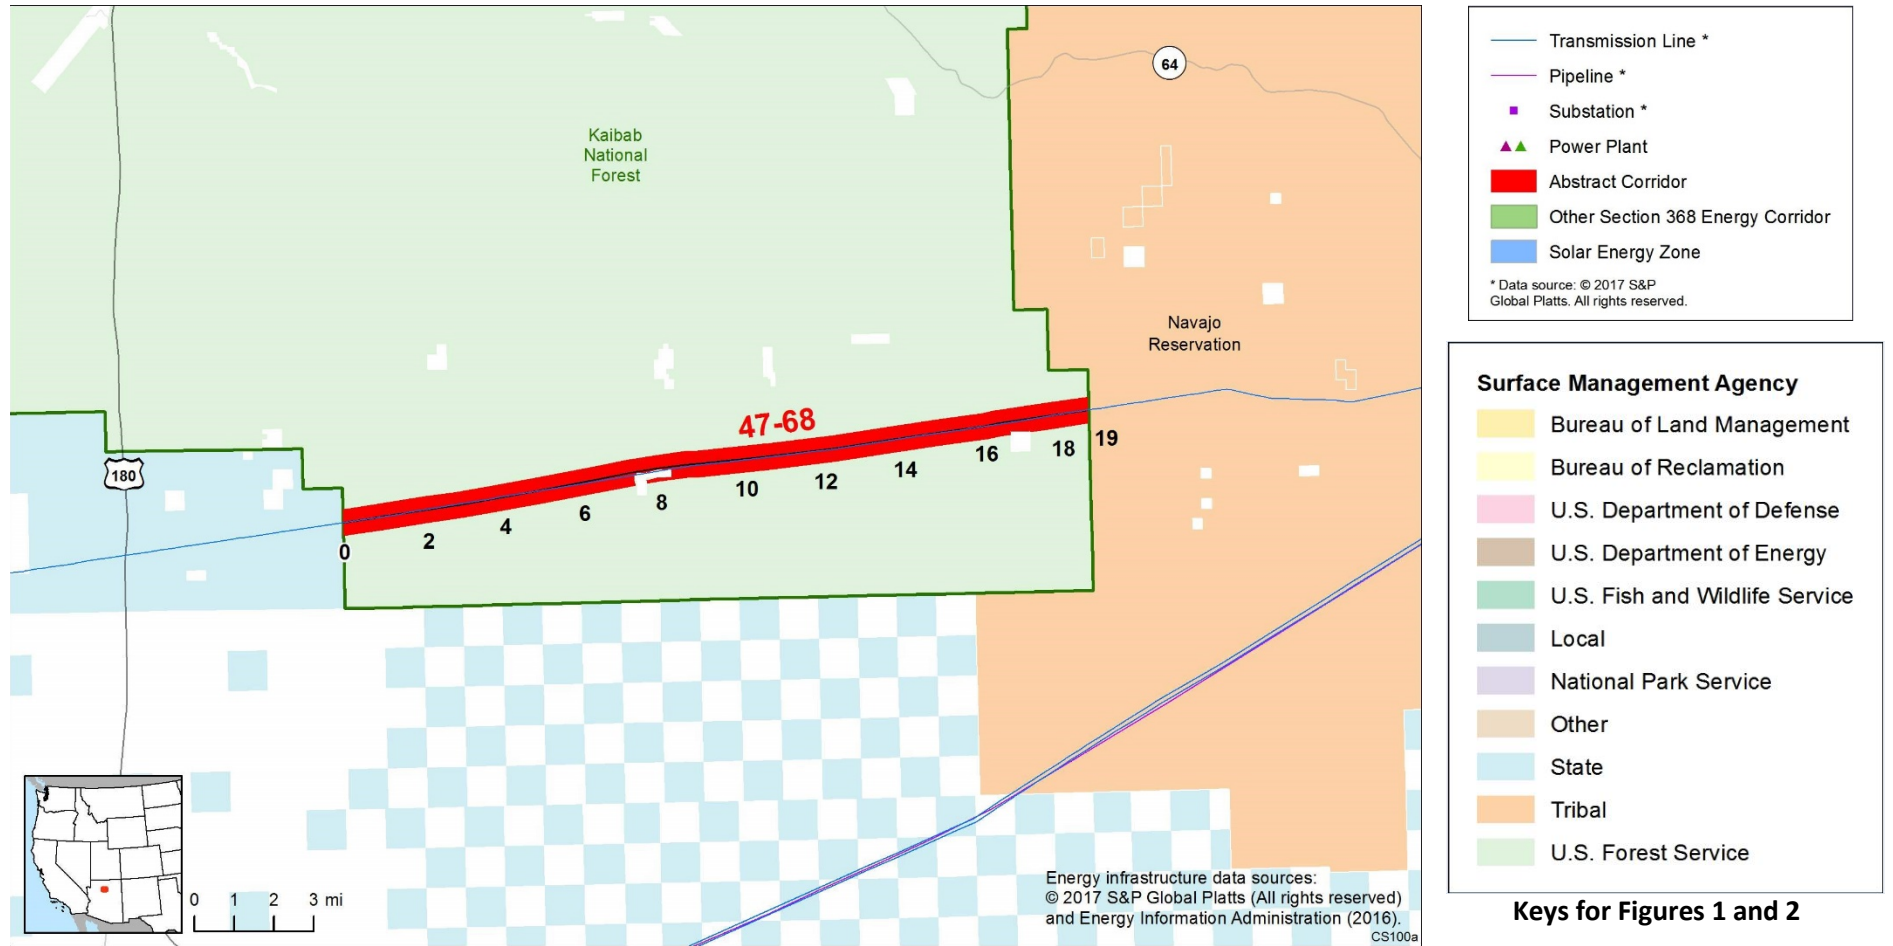 64
Kaibab
National
Forest
Navajo
Reservation
47-68
180
0
2
4
6
8
10
12
14
16
18
19
0 1 2 3 mi
Energy infrastructure data sources:
© 2017 S&P Global Platts (All rights reserved)
and Energy Information Administration (2016).
CS100a
Transmission Line *
Pipeline *
Substation *
Power Plant
Abstract Corridor
Other Section 368 Energy Corridor
Solar Energy Zone
* Data source: © 2017 S&P
Global Platts. All rights reserved.
Surface Management Agency
Bureau of Land Management
Bureau of Reclamation
U.S. Department of Defense
U.S. Department of Energy
U.S. Fish and Wildlife Service
Local
National Park Service
Other
State
Tribal
U.S. Forest Service
Keys for Figures 1 and 2